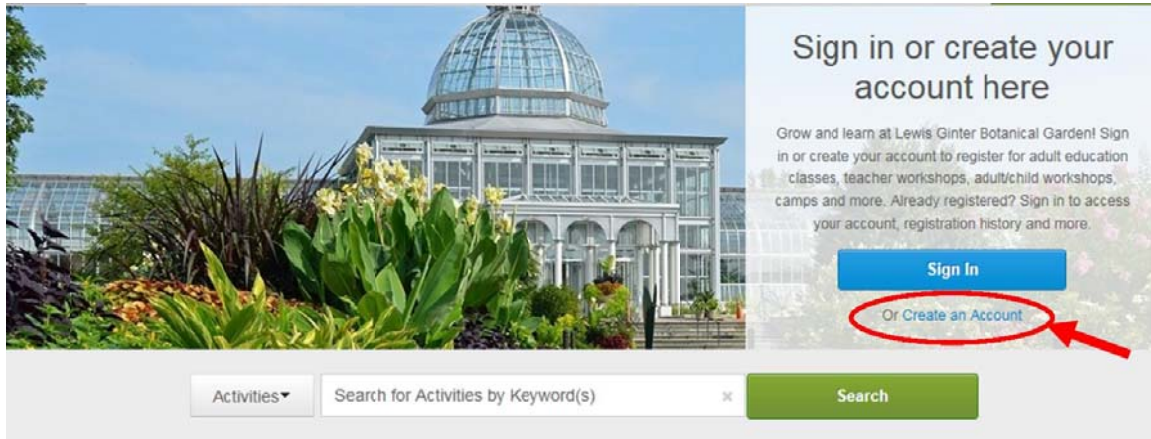 Sign in or create your
account here
Grow and learn at Lewis Ginter Botanical Garden! Sign
in or create your account to register for adult education
classes, teacher workshops, adult/child workshops,
camps and more. Already registered? Sign in to access
your account, registration history and more.
Sign In
Or Create an Account
Activities
Search for Activities by Keyword(s)
Search